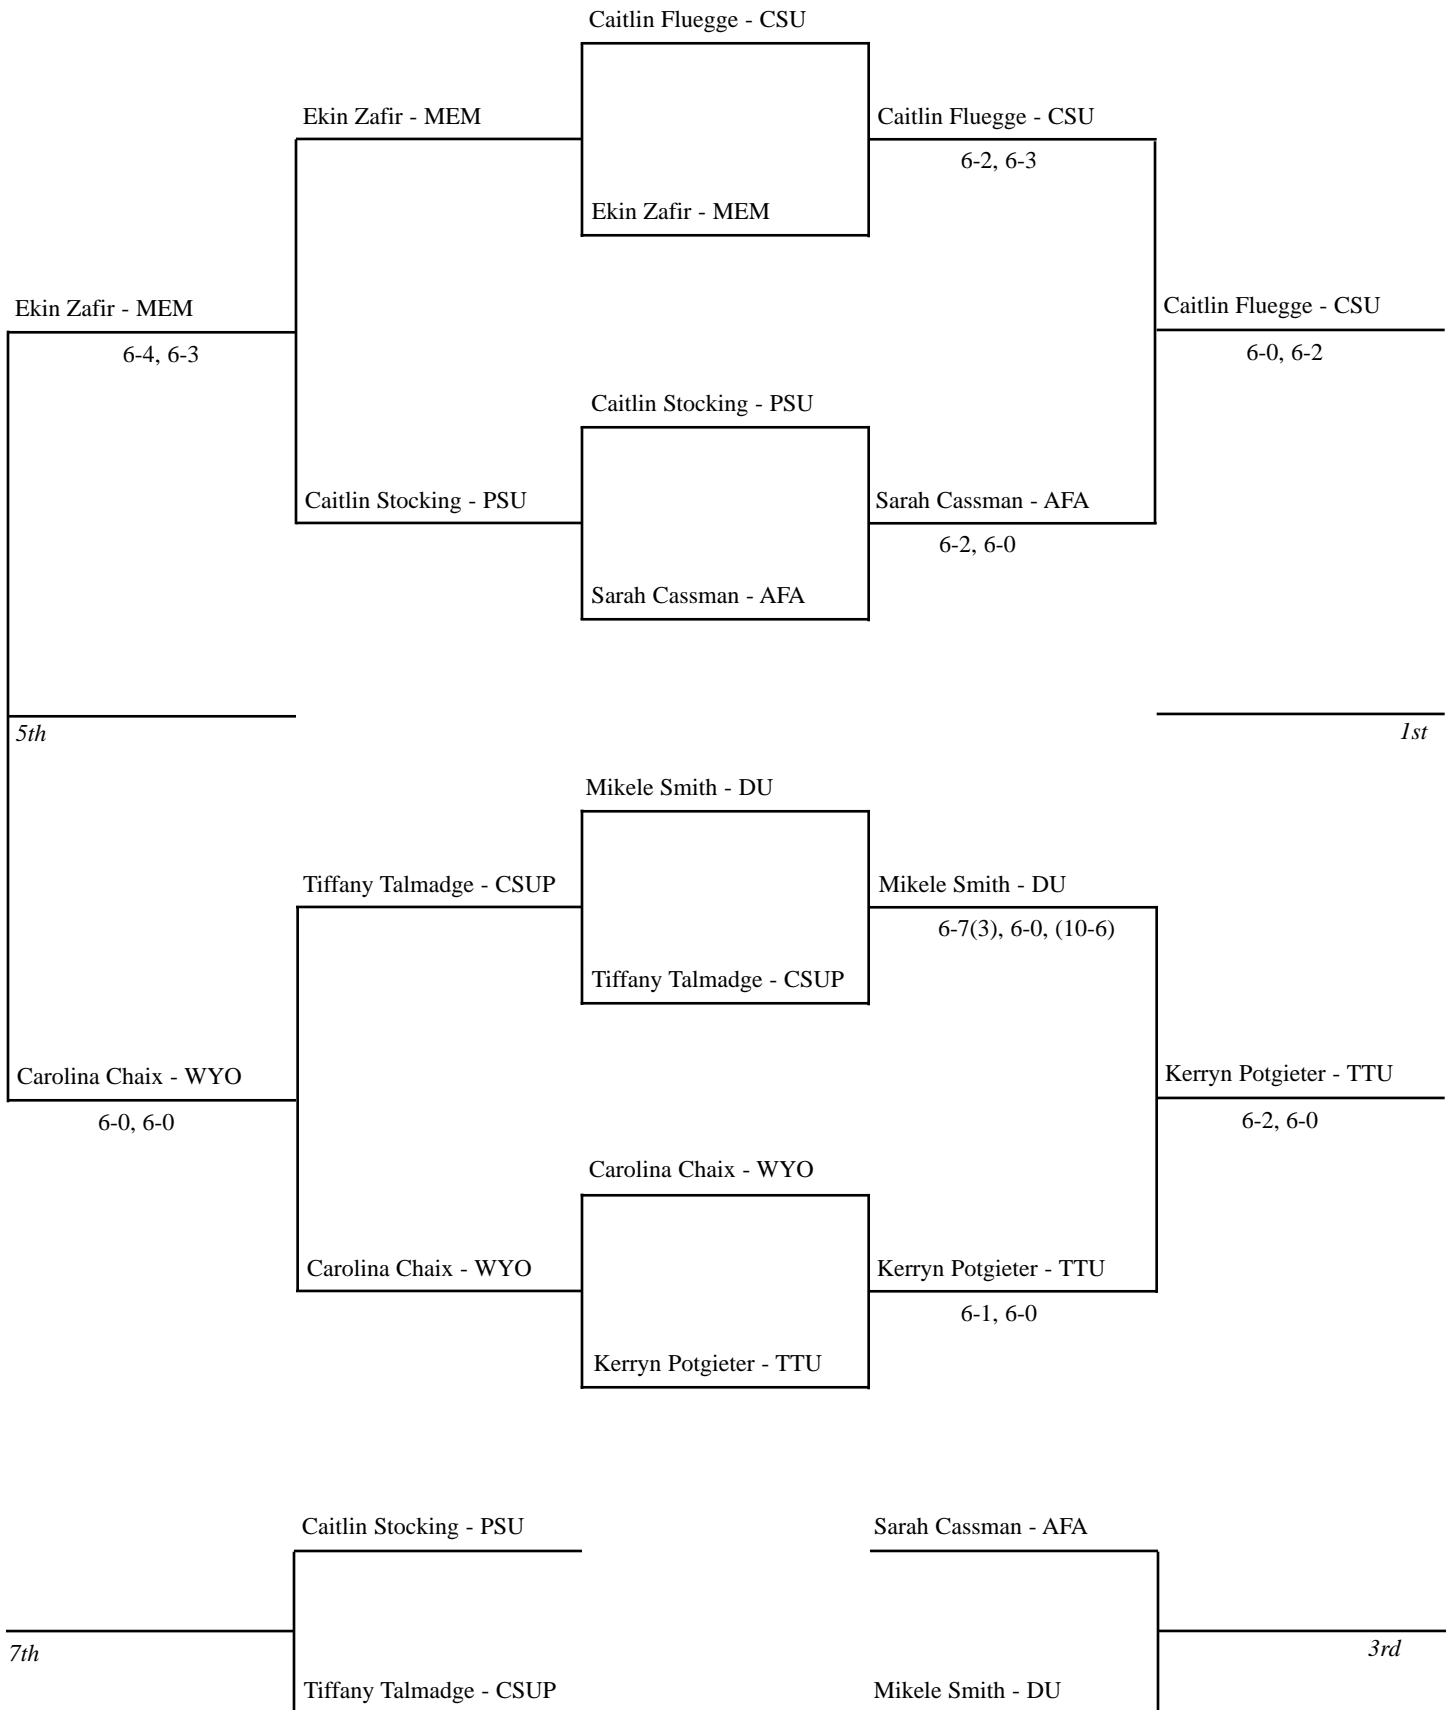 Caitlin Fluegge - CSU
Ekin Zafir - MEM
Caitlin Fluegge - CSU
6-2, 6-3
Ekin Zafir - MEM
Ekin Zafir - MEM
6-4, 6-3
Caitlin Fluegge - CSU
6-0, 6-2
Caitlin Stocking - PSU
Caitlin Stocking - PSU
Sarah Cassman - AFA
6-2, 6-0
Sarah Cassman - AFA
5th
1st
Mikele Smith - DU
Tiffany Talmadge - CSUP
Mikele Smith - DU
6-7(3), 6-0, (10-6)
Tiffany Talmadge - CSUP
Carolina Chaix - WYO
6-0, 6-0
Kerryn Potgieter - TTU
6-2, 6-0
Carolina Chaix - WYO
Carolina Chaix - WYO
Kerryn Potgieter - TTU
6-1, 6-0
Kerryn Potgieter - TTU
Caitlin Stocking - PSU
Sarah Cassman - AFA
7th
3rd
Tiffany Talmadge - CSUP
Mikele Smith - DU